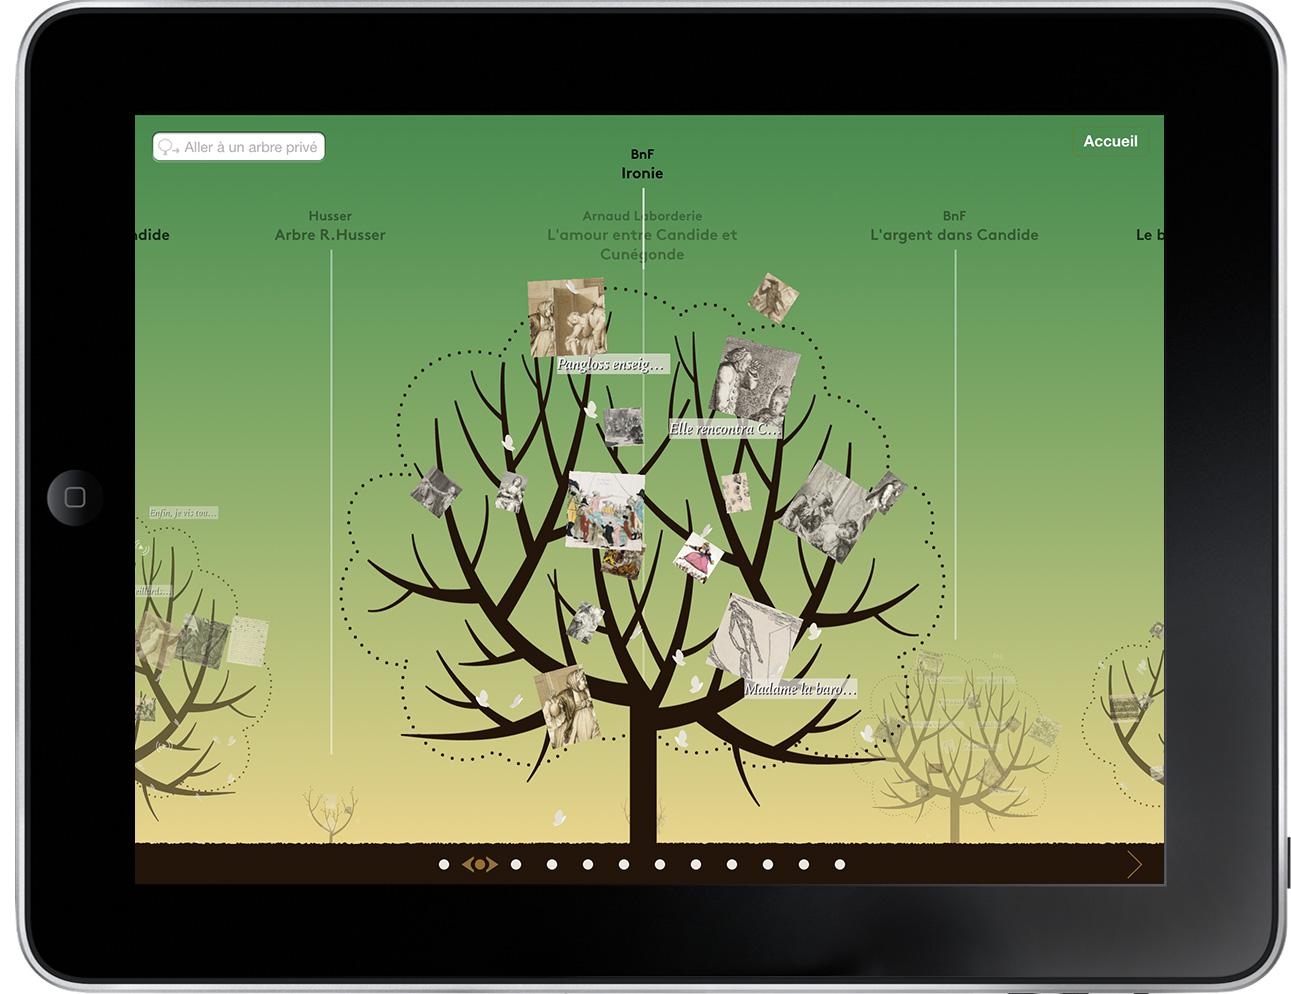 Aller à un arbre privé
Accueil
BnF
Ironie
Husser
Arbre R.Husser
Arnaud Laborderie
L'amour entre Candide et
Cunégonde
BnF
L'argent dans Candide
ndide
Le b
Pangloss enseig…
Elle rencontra C…
Enfin, je vis tou…
eillards…
Madame la baro…